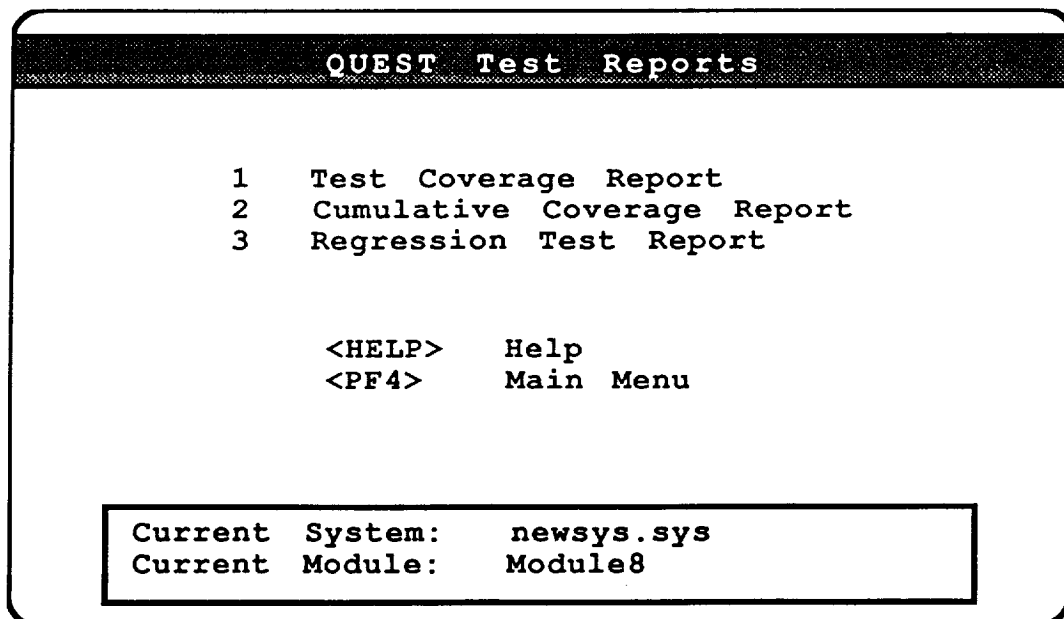 QUEST Test Reports
1 Test Coverage Report
2 Cumulative Coverage Report
3 Regression Test Report
<HELP> Help
<PF4> Main Menu
Current System: newsys.sys
Current Module: Module8